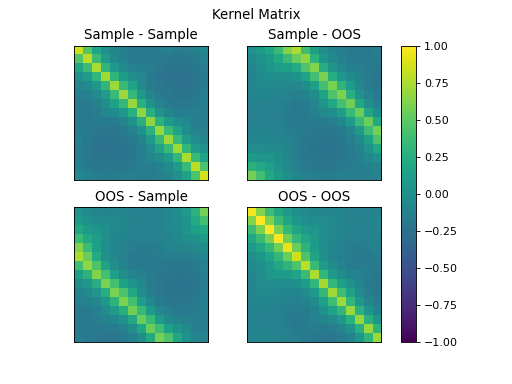 Kernel Matrix
Sample - Sample
Sample - OOS
OOS - Sample
OOS - OOS
1.00
0.75
0.50
0.25
0.00
−0.25
−0.50
−0.75
−1.00